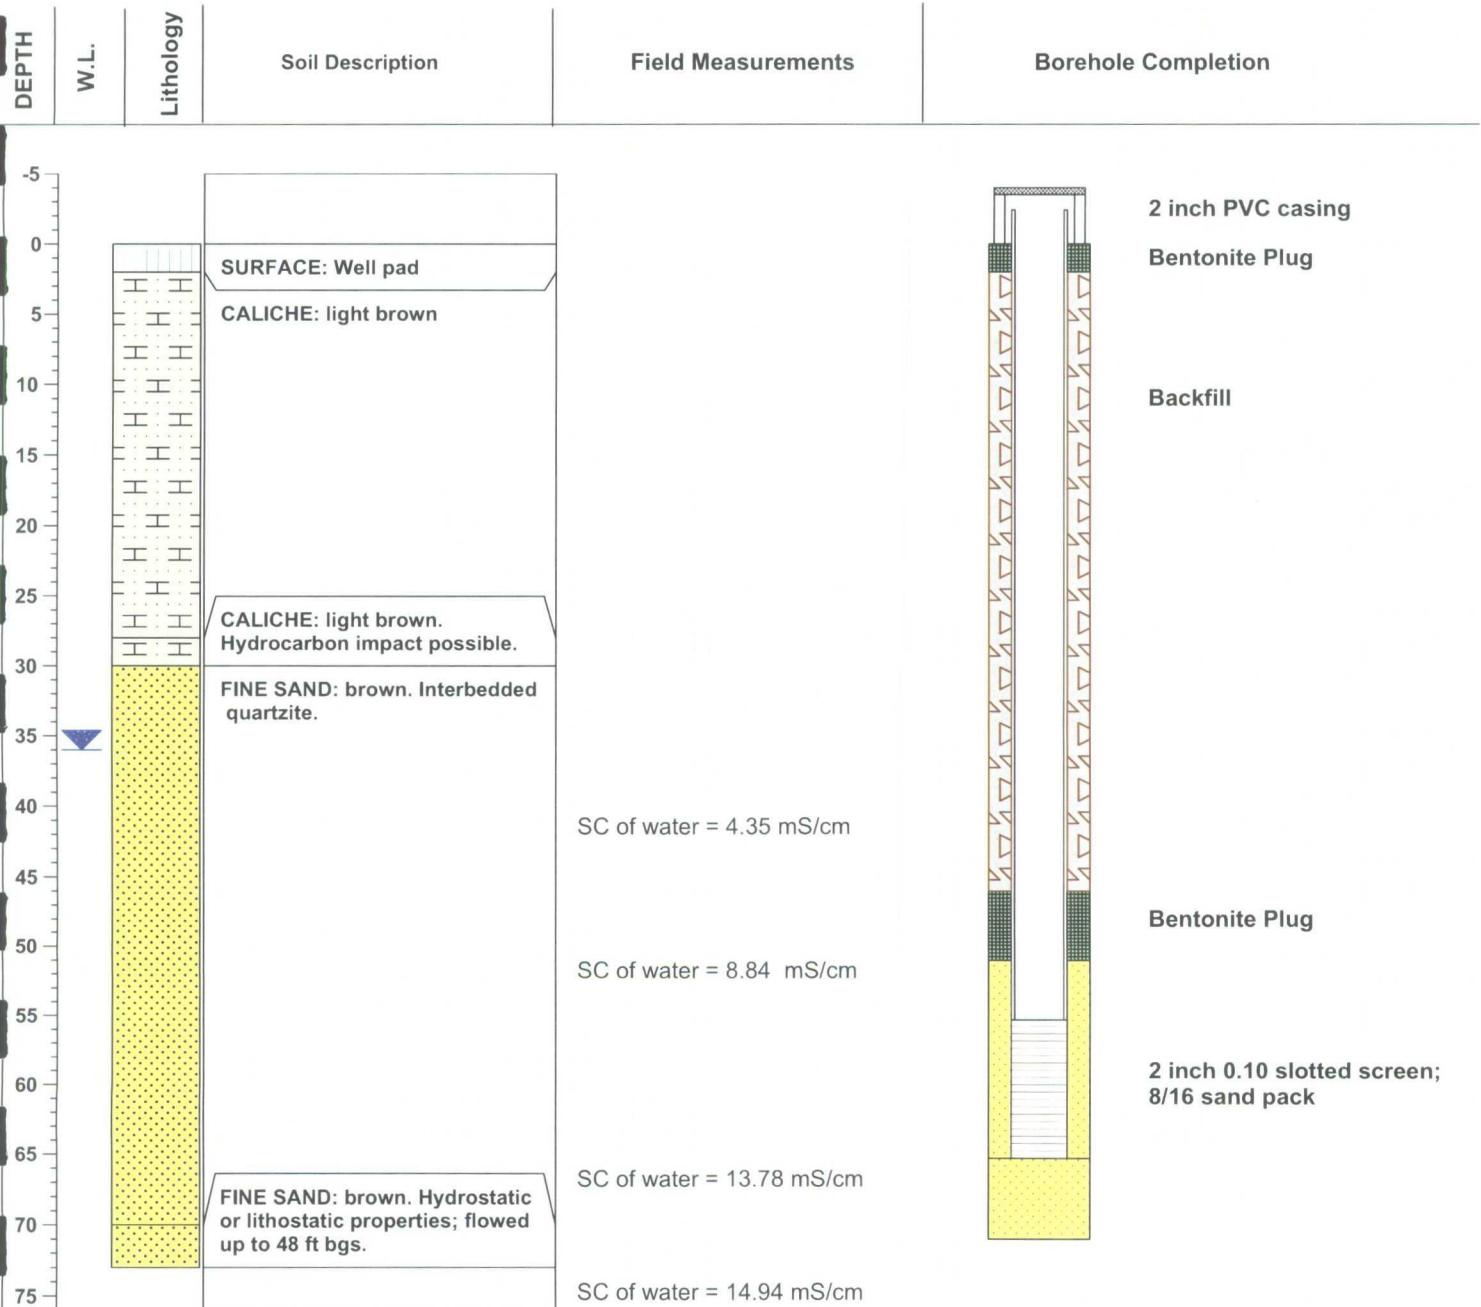 DEPTH
W.L.
Lithology
Soil Description
Field Measurements
Borehole Completion
-5
0
5
10
15
20
25
30
35
40
45
50
55
60
65
70
75
SURFACE: Well pad
CALICHE: light brown
CALICHE: light brown.
Hydrocarbon impact possible.
FINE SAND: brown. Interbedded
quartzite.
FINE SAND: brown. Hydrostatic
or lithostatic properties; flowed
up to 48 ft bgs.
SC of water = 4.35 mS/cm
SC of water = 8.84 mS/cm
SC of water = 13.78 mS/cm
SC of water = 14.94 mS/cm
2 inch PVC casing
Bentonite Plug
Backfill
Bentonite Plug
2 inch 0.10 slotted screen;
8/16 sand pack